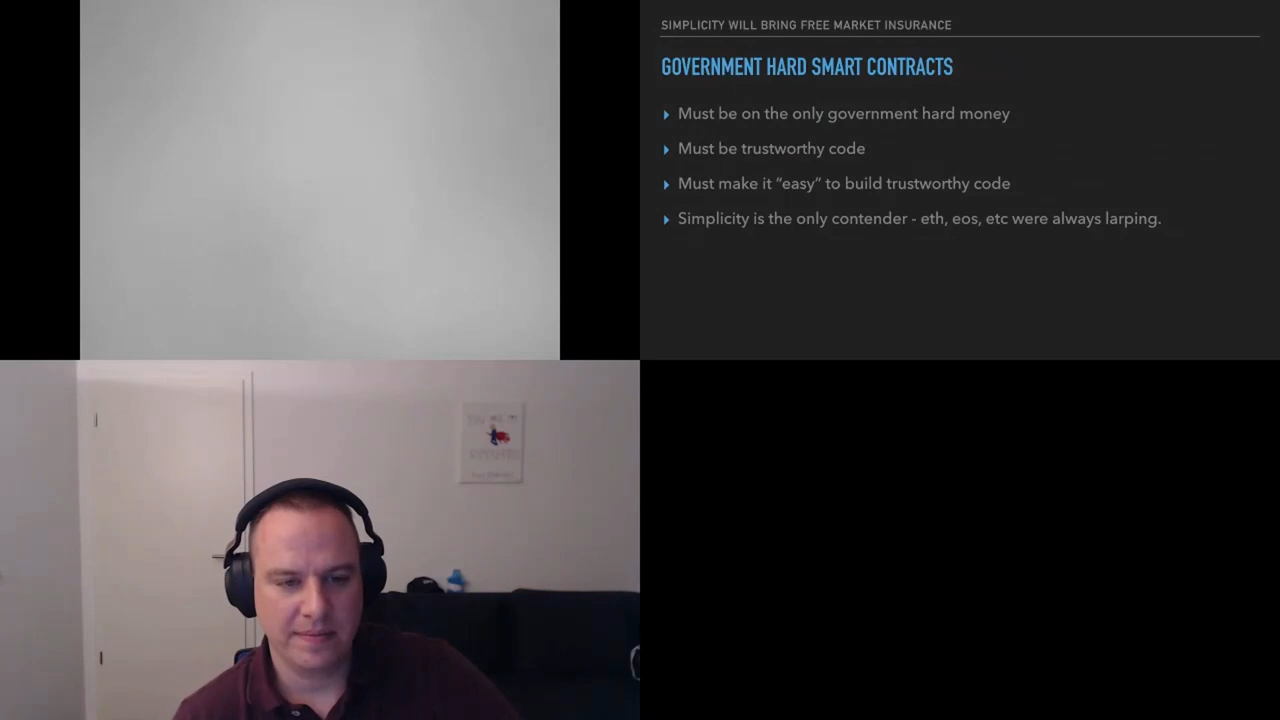 SIMPLICITY WILL BRING FREE MARKET INSURANCE
GOVERNMENT HARD SMART CONTRACTS
Must be on the only government hard money
Must be trustworthy code
Must make it “easy” to build trustworthy code
Simplicity is the only contender - eth, eos, etc were always larping.